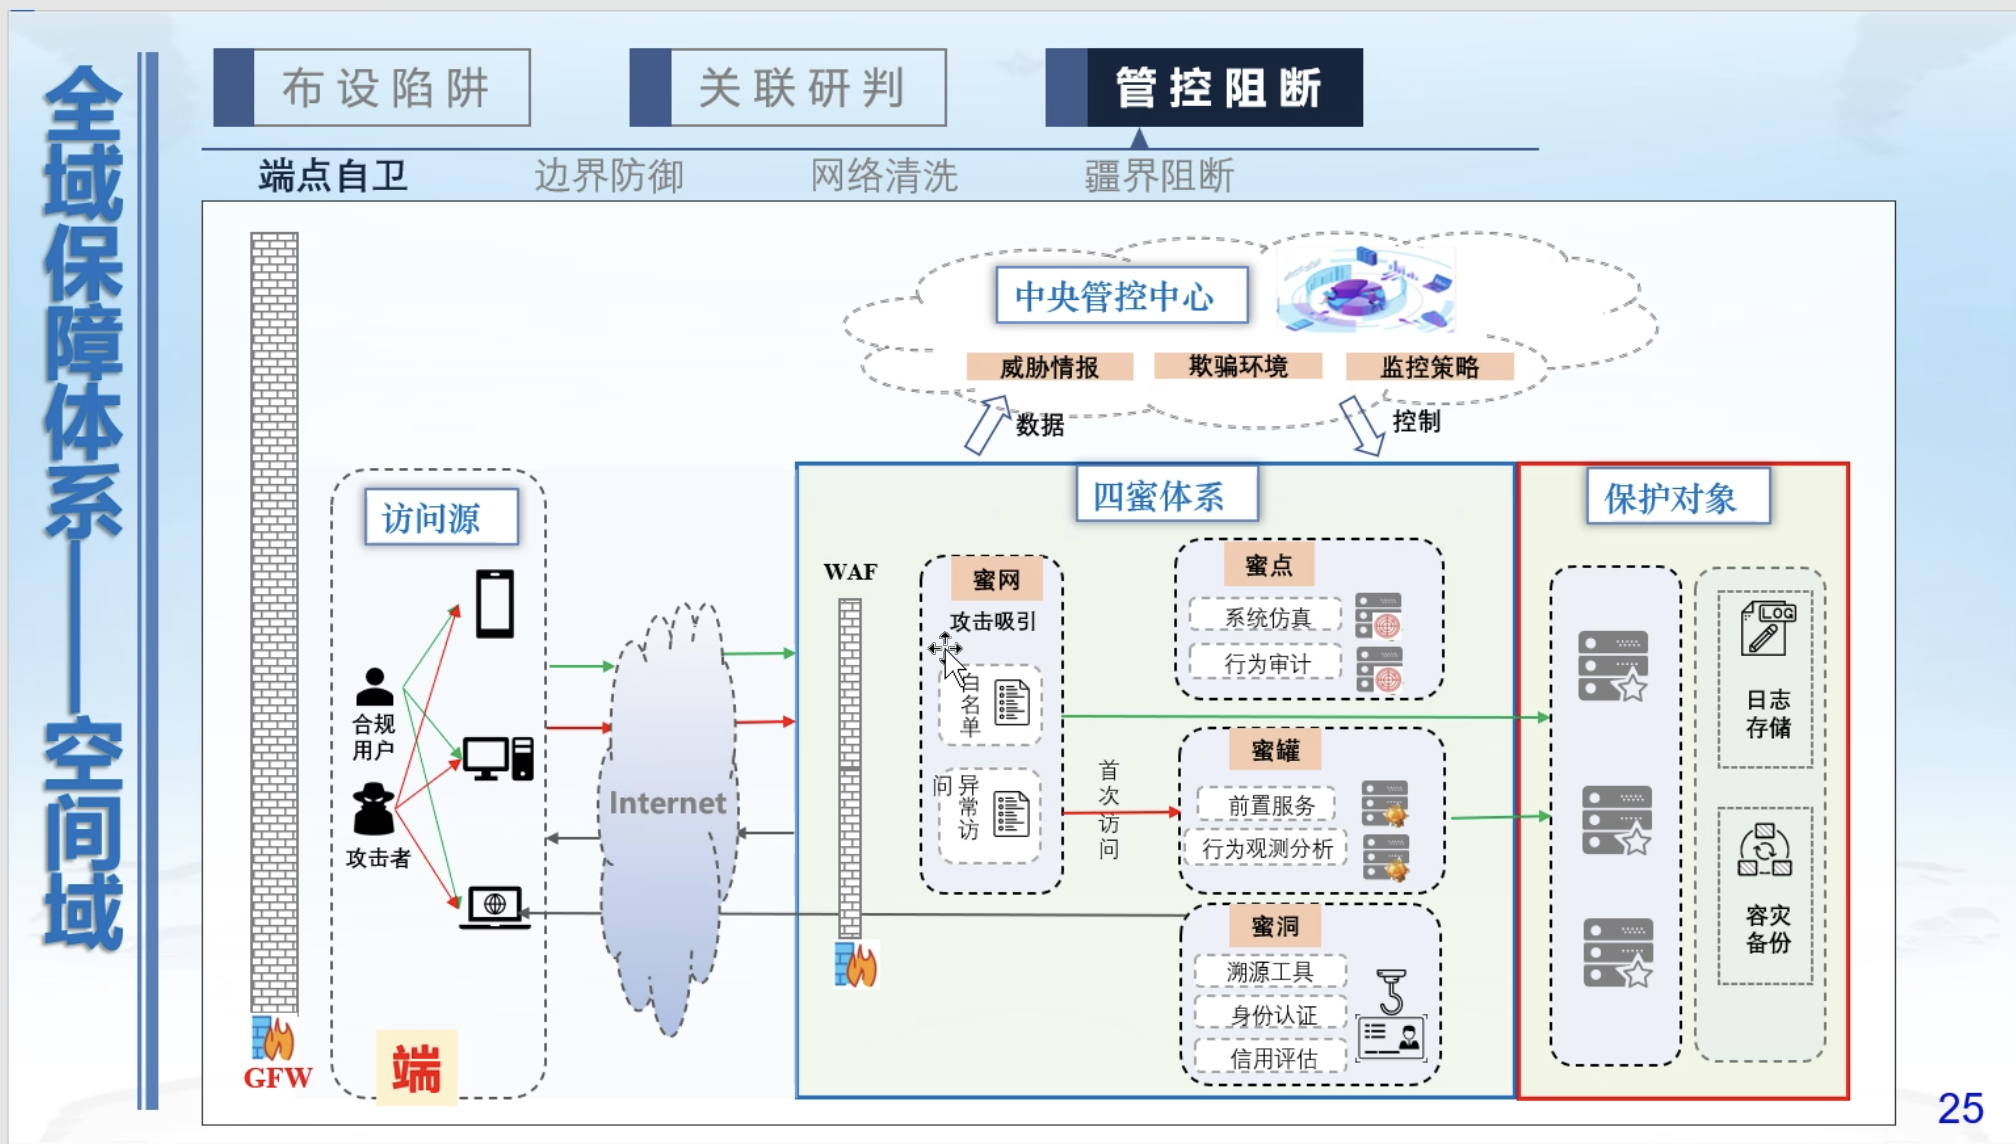 全域保障体系——空间域
布设陷阱
关联研判
管控阻断
端点自卫
边界防御
网络清洗
疆界阻断
中央管控中心
威胁情报
欺骗环境
监控策略
数据
控制
访问源
合规
用户
攻击者
端
GFW
Internet
四蜜体系
WAF
蜜网
攻击吸引
白名单
异常访问
首次访问
蜜点
系统仿真
行为审计
蜜罐
前置服务
行为观测分析
蜜洞
溯源工具
身份认证
信用评估
保护对象
LOG
日志
存储
容灾
备份
25